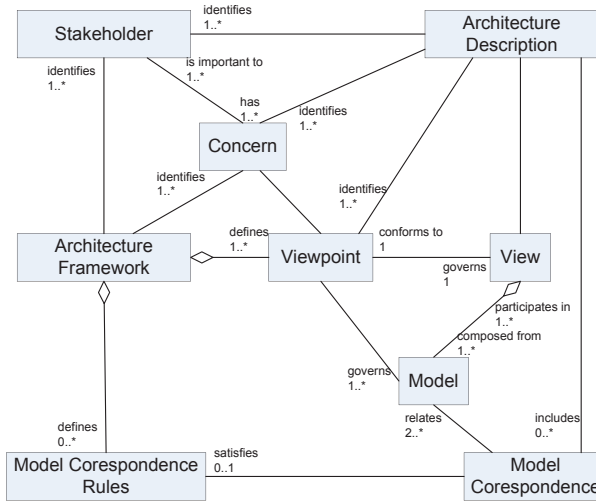 identifies
1..*
Stakeholder
Architecture
Description
identifies
1..*
is important to
1..*
has
1..*
identifies
1..*
Concern
identifies
1..*
identifies
1..*
Architecture
Framework
defines
1..*
Viewpoint
conforms to
1
governs
1
View
participates in
1..*
composed from
1..*
governs
1..*
Model
defines
0..*
relates
2..*
includes
0..*
Model Corespondence
Rules
satisfies
0..1
Model
Corespondence